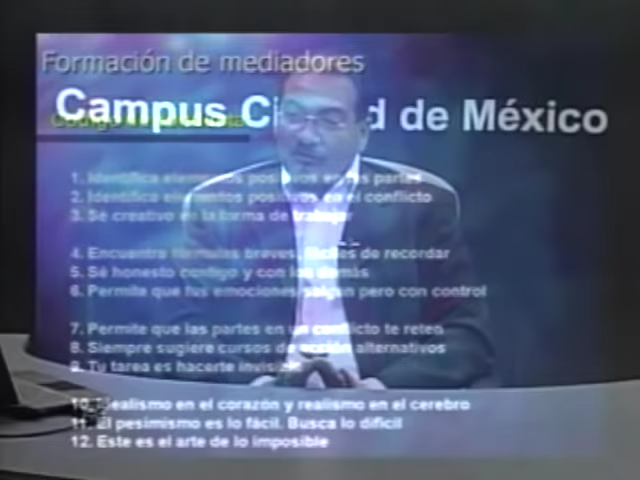 Formación de mediadores
Campus Ciudad de México
1. Identifica elementos positivos en las partes
2. Identifica elementos positivos en el conflicto
3. Sé creativo en la forma de trabajar
4. Encuentra fórmulas breves, fáciles de recordar
5. Sé honesto contigo y con los demás
6. Permite que tus emociones salgan pero con control
7. Permite que las partes en un conflicto te reten
8. Siempre sugiere cursos de acción alternativos
9. Tu tarea es hacerte invisible
10. Idealismo en el corazón y realismo en el cerebro
11. El pesimismo es lo fácil. Busca lo difícil
12. Este es el arte de lo imposible